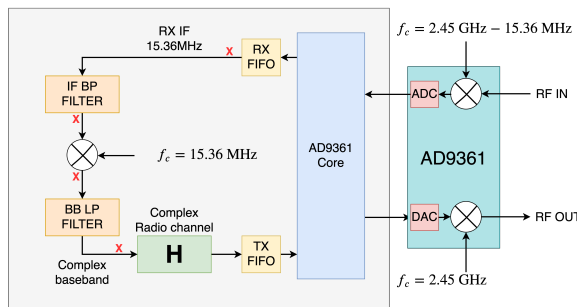 RX IF
15.36MHz
X
RX
FIFO
IF BP
FILTER
X
f_c = 15.36 MHz
X
BB LP
FILTER
X
Complex
baseband
Complex
Radio channel
H
TX
FIFO
AD9361
Core
f_c = 2.45 GHz − 15.36 MHz
ADC
RF IN
AD9361
DAC
RF OUT
f_c = 2.45 GHz